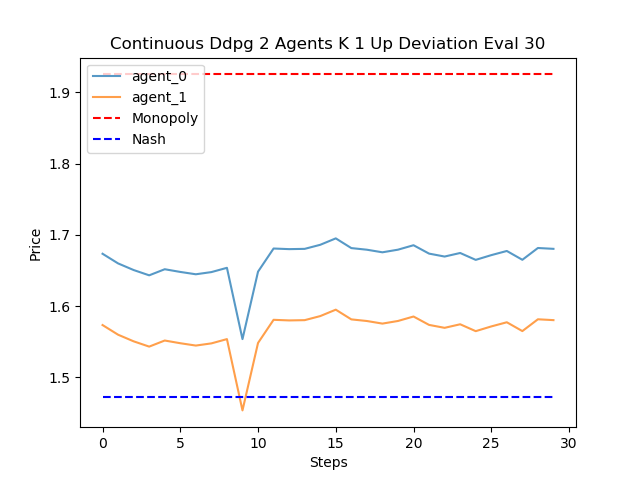 Continuous Ddpg 2 Agents K 1 Up Deviation Eval 30
agent_0
agent_1
Monopoly
Nash
1.9
1.8
1.7
1.6
1.5
Price
0 5 10 15 20 25 30
Steps